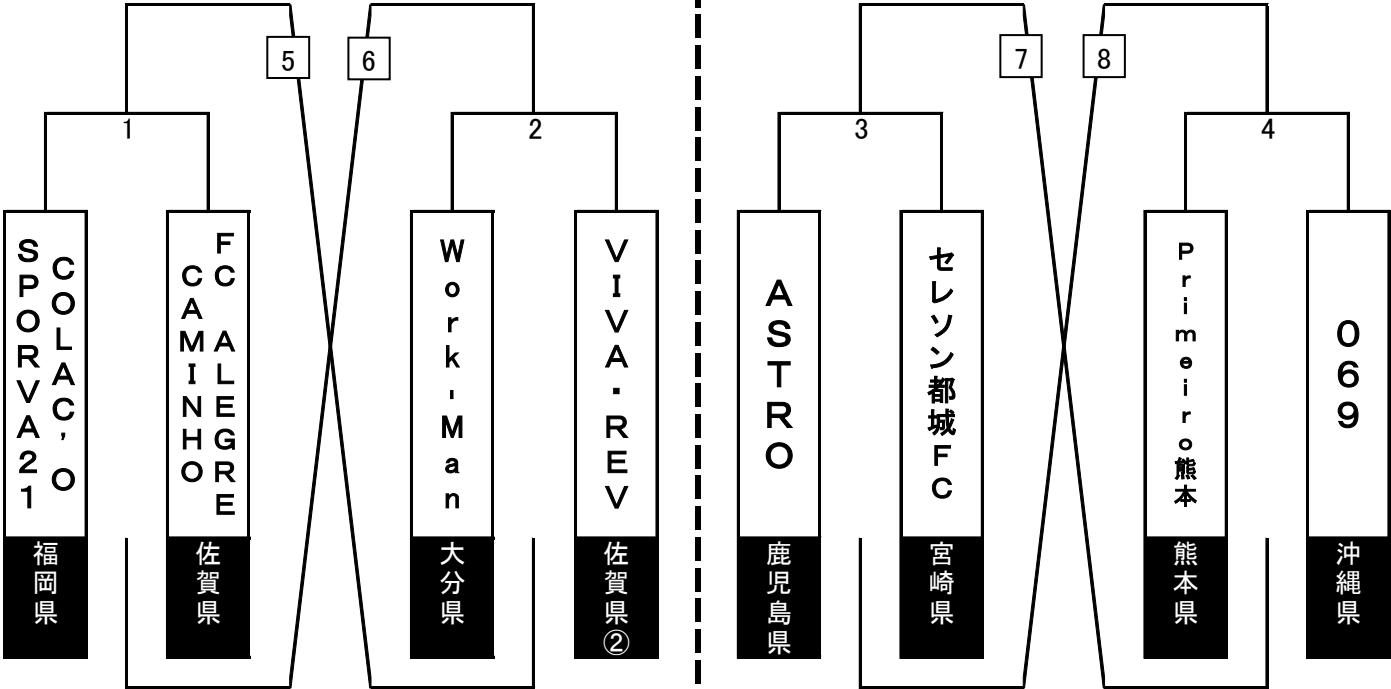 5
6
7
8
1
2
3
4
COLAC,O
SPORVA21
FC ALEGRE
CAMINHO
Work-Man
VIVA・REV
ASTRO
セレソン都城FC
Primeiro熊本
069
福岡県
佐賀県
大分県
佐賀県②
鹿児島県
宮崎県
熊本県
沖縄県